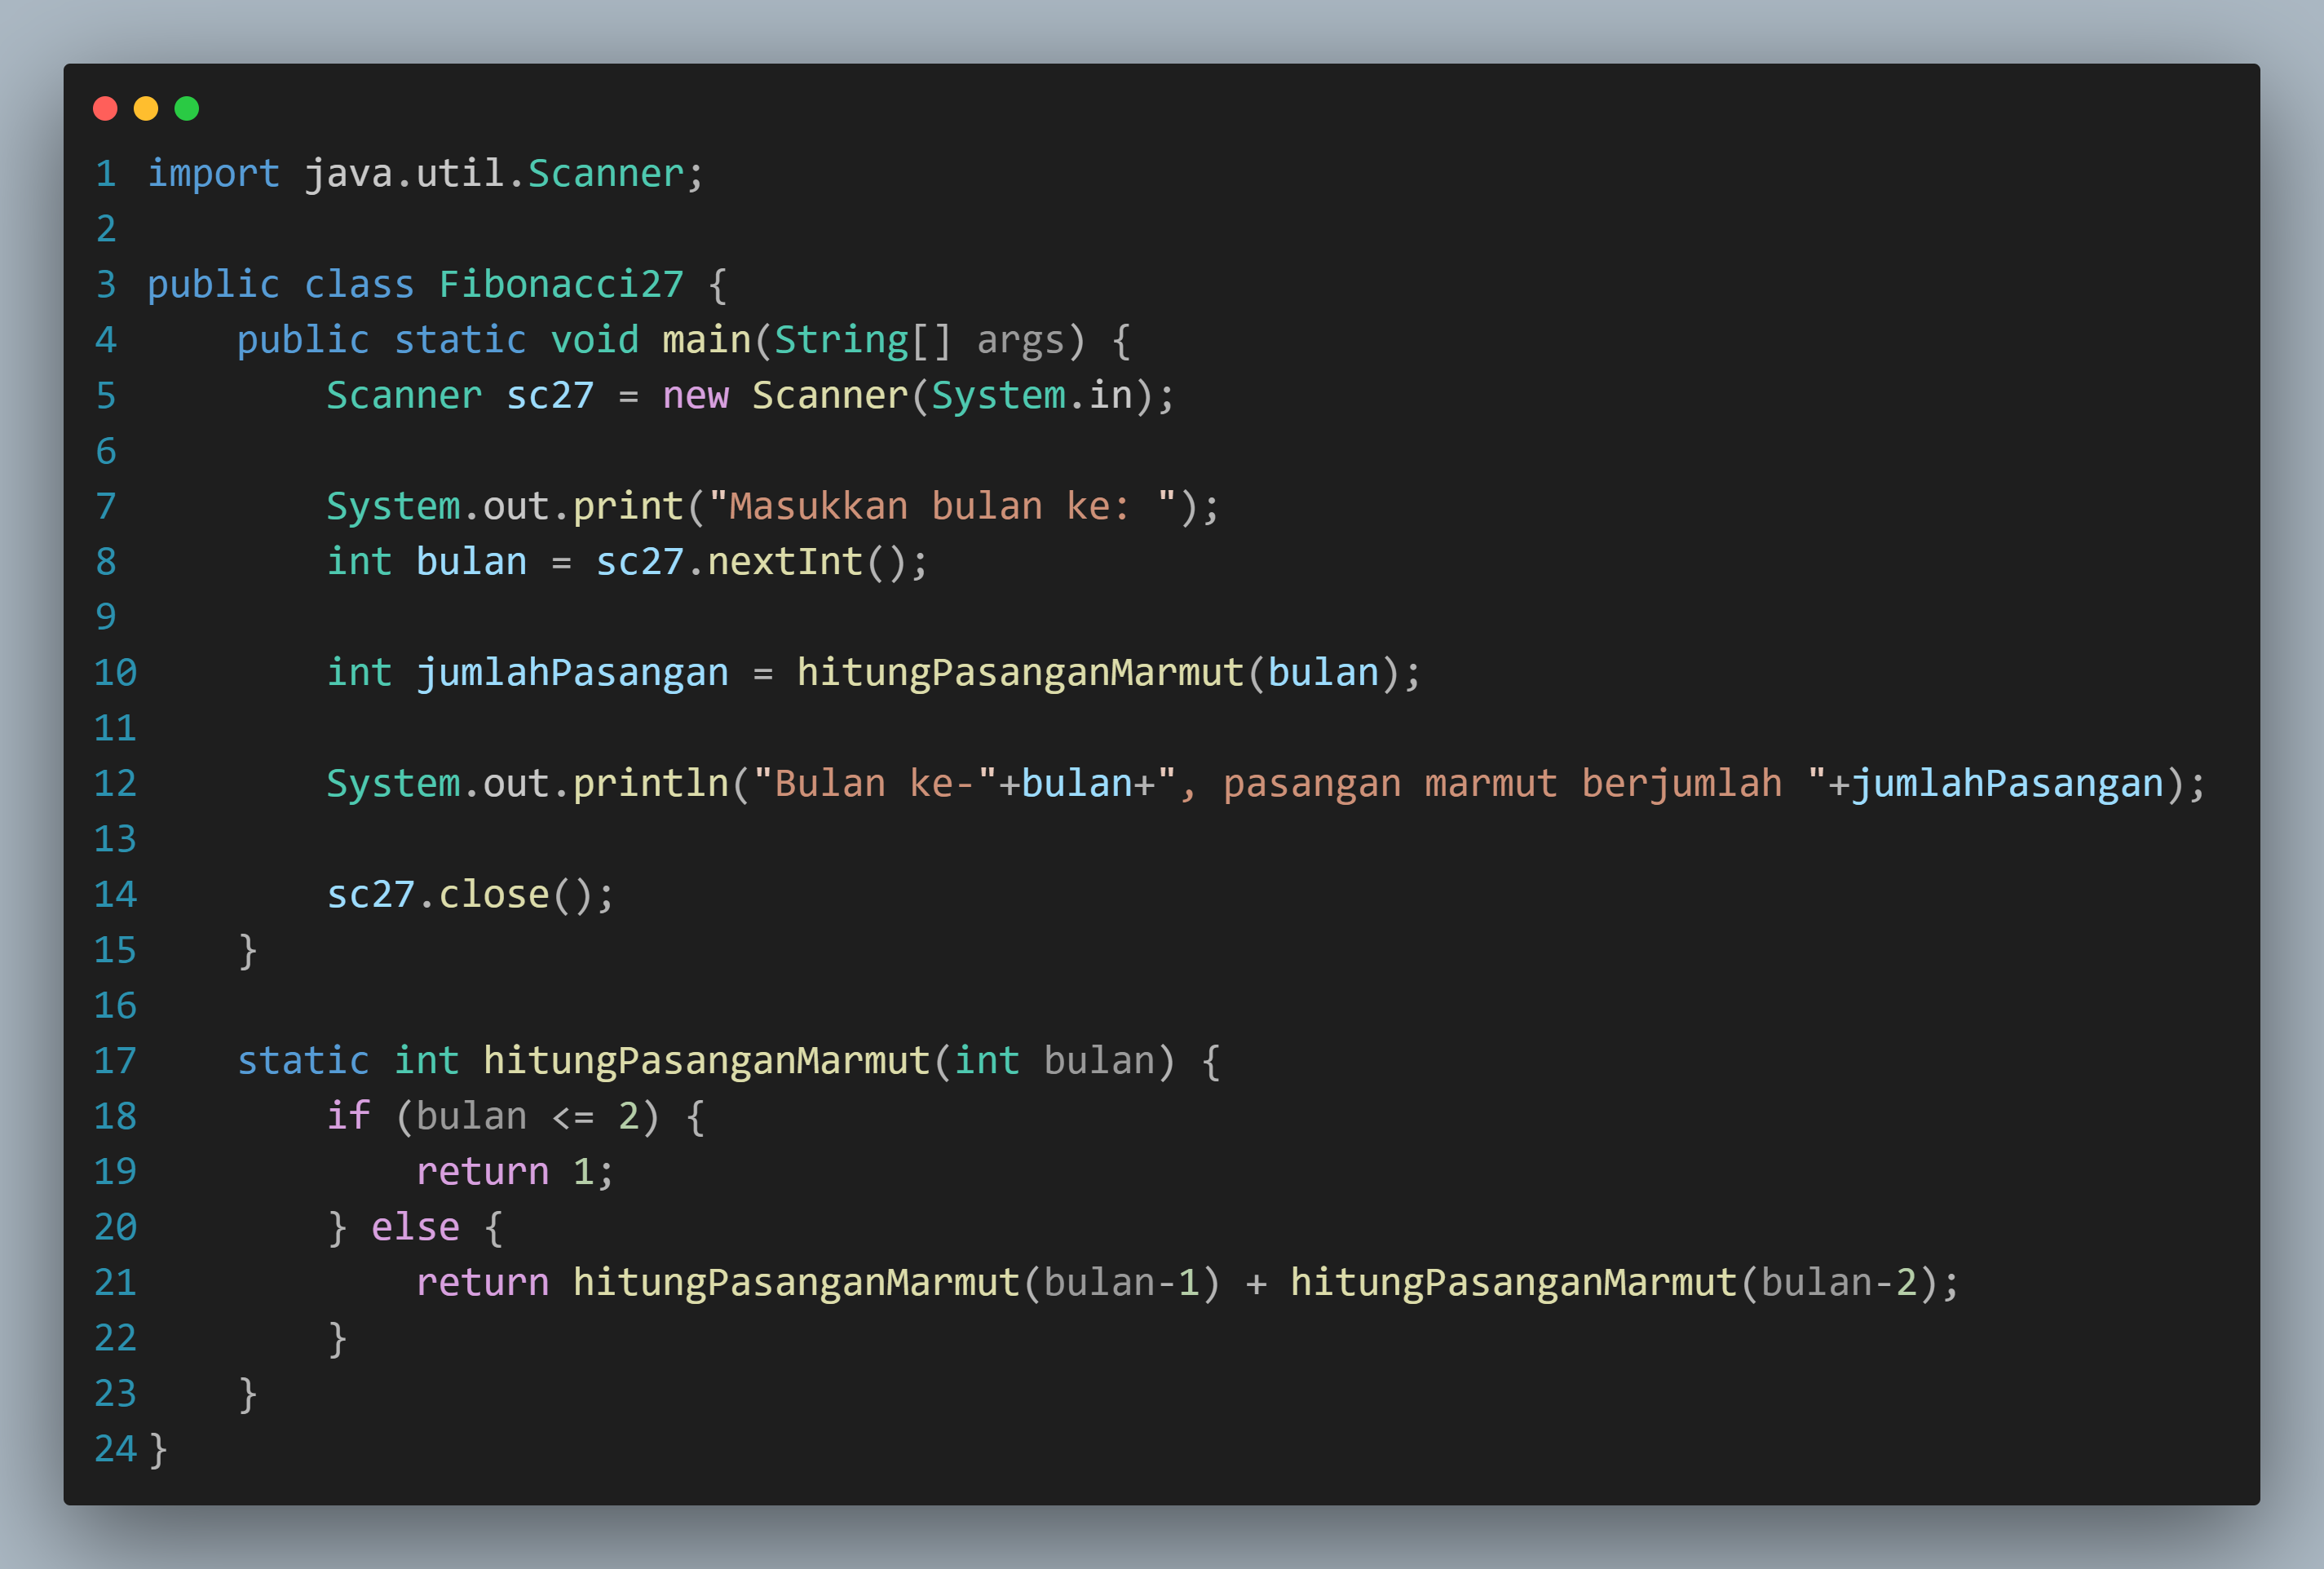 1 import java.util.Scanner;
2
3 public class Fibonacci27 {
4     public static void main(String[] args) {
5         Scanner sc27 = new Scanner(System.in);
6
7         System.out.print("Masukkan bulan ke: ");
8         int bulan = sc27.nextInt();
9
10         int jumlahPasangan = hitungPasanganMarmut(bulan);
11
12         System.out.println("Bulan ke-"+bulan+", pasangan marmut berjumlah "+jumlahPasangan);
13
14         sc27.close();
15     }
16
17     static int hitungPasanganMarmut(int bulan) {
18         if (bulan <= 2) {
19             return 1;
20         } else {
21             return hitungPasanganMarmut(bulan-1) + hitungPasanganMarmut(bulan-2);
22         }
23     }
24 }